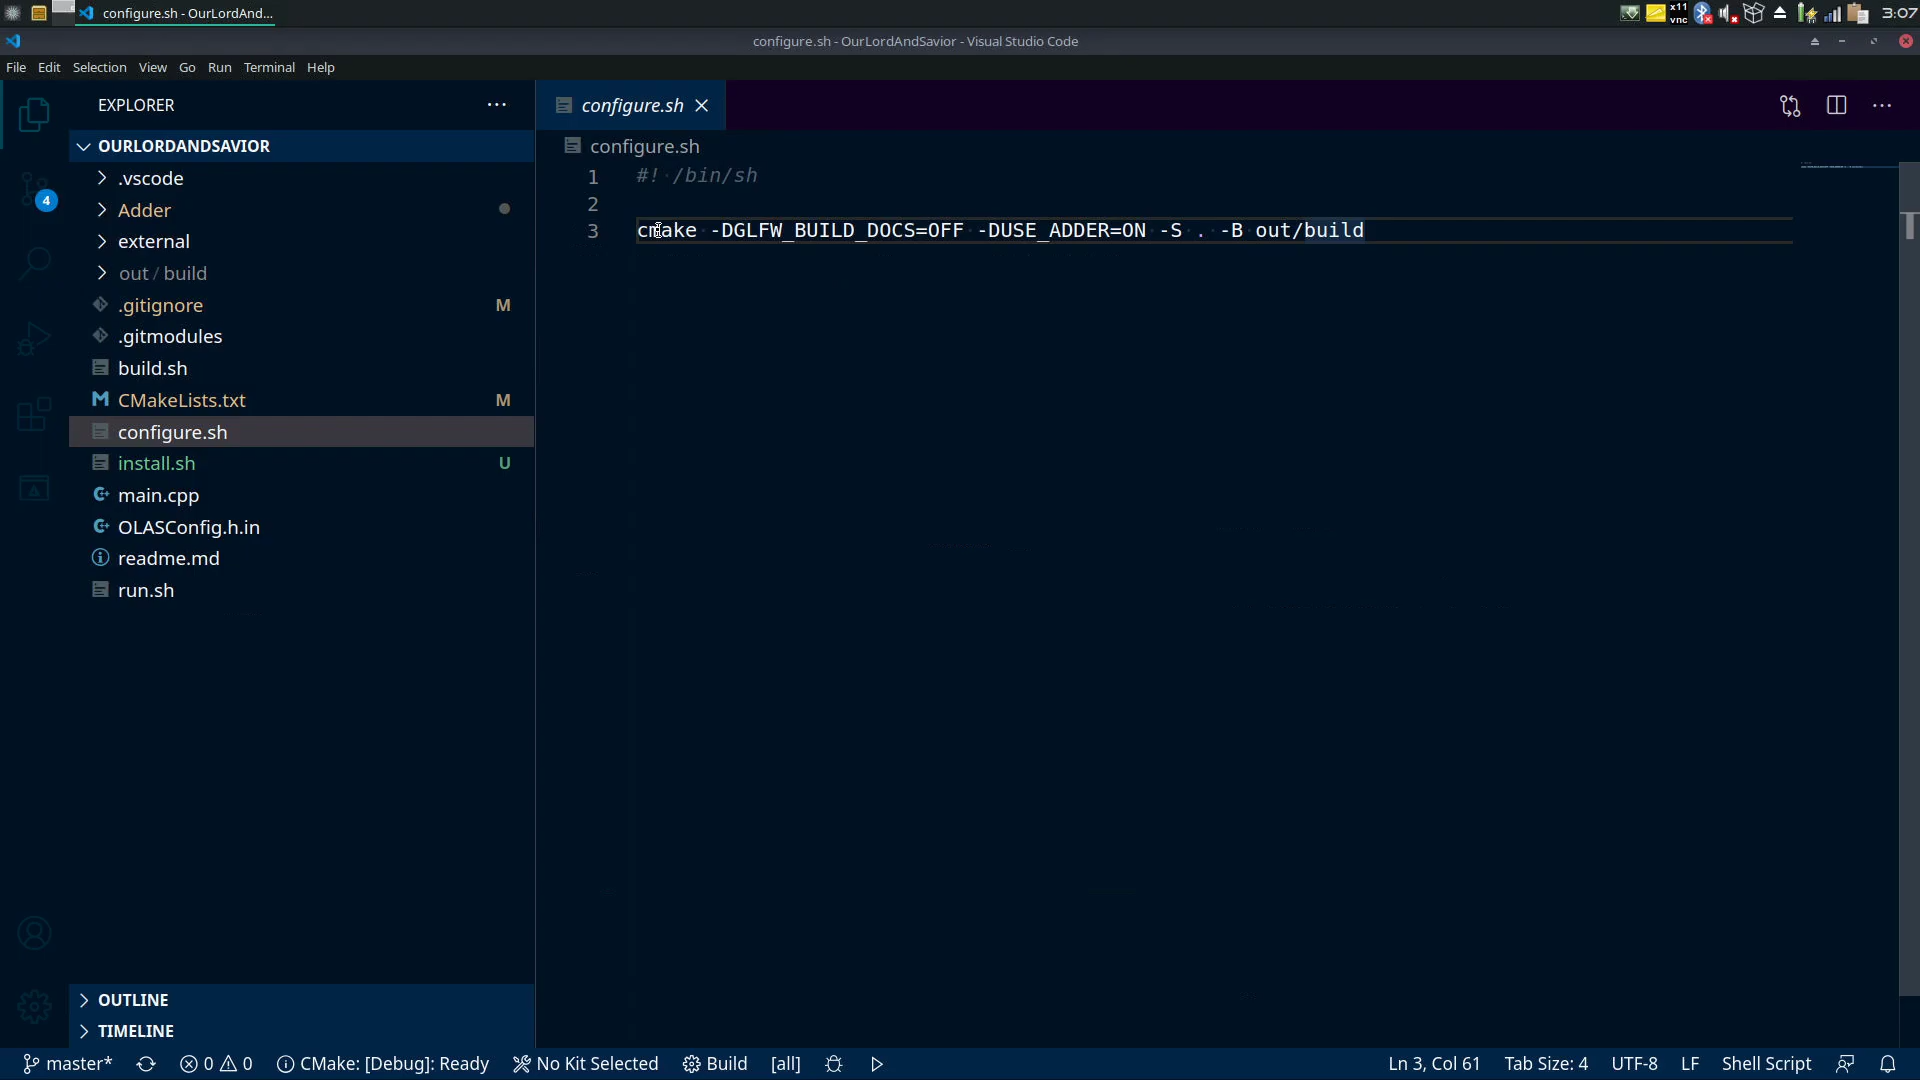 configure.sh - OurLordAnd...
x11
vnc
3:07
configure.sh - OurLordAndSavior - Visual Studio Code
File Edit Selection View Go Run Terminal Help
EXPLORER
configure.sh
OURLORDANDSAVIOR
configure.sh
.vscode
1 #! /bin/sh
2
Adder
3 cmake -DGLFW_BUILD_DOCS=OFF -DUSE_ADDER=ON -S . -B out/build
4
external
out / build
.gitignore M
.gitmodules
build.sh
CMakeLists.txt M
configure.sh
install.sh U
main.cpp
OLASConfig.h.in
readme.md
run.sh
OUTLINE
TIMELINE
master* 0 0 CMake: [Debug]: Ready No Kit Selected Build [all] Ln 3, Col 61 Tab Size: 4 UTF-8 LF Shell Script